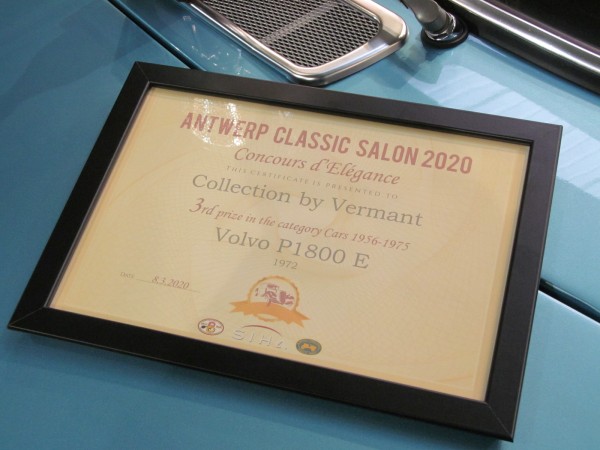 ANTWERP CLASSIC SALON 2020
Concours d'Elégance
THIS CERTIFICATE IS PRESENTED TO
Collection by Vermant
3rd prize in the category Cars 1956-1975
Volvo P1800 E
1972
DATE 8.3.2020
SIHA